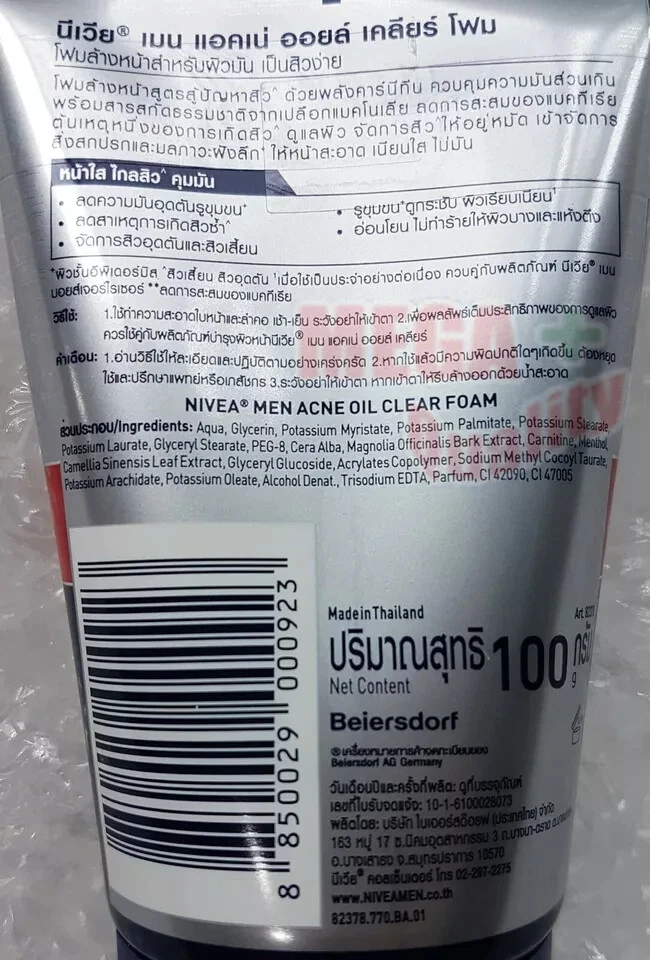 นีเวีย® เมน แอคเน่ ออยล์ เคลียร์ โฟม
โฟมล้างหน้าสำหรับผิวมัน เป็นสิวง่าย
โฟมล้างหน้าสูตรสู้ปัญหาสิว^ ด้วยพลังคาร์นิทีน ควบคุมความมันส่วนเกิน
พร้อมสารสกัดธรรมชาติจากเปลือกแมคโนเลีย ลดการสะสมของแบคทีเรีย
ต้นเหตุหนึ่งของการเกิดสิว^ ดูแลผิว จัดการสิว^ให้อยู่หมัด เข้าจัดการ
สิ่งสกปรกและมลภาวะฝังลึก⁺ ให้หน้าสะอาด เนียนใส ไม่มัน
หน้าใส ไกลสิว^ คุมมัน
• ลดความมันอุดตันรูขุมขน⁺
• ลดสาเหตุการเกิดสิวซ้ำ^
• จัดการสิวอุดตันและสิวเสี้ยน
• รูขุมขน⁺ดูกระชับ ผิวเรียบเนียน¹
• อ่อนโยน ไม่ทำร้ายให้ผิวบางและแห้งตึง
⁺ผิวชั้นอีพิเดอร์มิส ^สิวเสี้ยน สิวอุดตัน ¹เมื่อใช้เป็นประจำอย่างต่อเนื่อง ควบคู่กับผลิตภัณฑ์ นีเวีย® เมน
มอยส์เจอร์ไรเซอร์ **ลดการสะสมของแบคทีเรีย
วิธีใช้: 1.ใช้ทำความสะอาดใบหน้าและลำคอ เช้า-เย็น ระวังอย่าให้เข้าตา 2.เพื่อผลลัพธ์เต็มประสิทธิภาพของการดูแลผิว
ควรใช้คู่กับผลิตภัณฑ์บำรุงผิวหน้านีเวีย® เมน แอคเน่ ออยล์ เคลียร์
คำเตือน: 1.อ่านวิธีใช้ให้ละเอียดและปฏิบัติตามอย่างเคร่งครัด 2.หากใช้แล้วมีความผิดปกติใดๆเกิดขึ้น ต้องหยุด
ใช้และปรึกษาแพทย์หรือเภสัชกร 3.ระวังอย่าให้เข้าตา หากเข้าตาให้รีบล้างออกด้วยน้ำสะอาด
NIVEA® MEN ACNE OIL CLEAR FOAM
ส่วนประกอบ/Ingredients: Aqua, Glycerin, Potassium Myristate, Potassium Palmitate, Potassium Stearate,
Potassium Laurate, Glyceryl Stearate, PEG-8, Cera Alba, Magnolia Officinalis Bark Extract, Carnitine, Menthol,
Camellia Sinensis Leaf Extract, Glyceryl Glucoside, Acrylates Copolymer, Sodium Methyl Cocoyl Taurate,
Potassium Arachidate, Potassium Oleate, Alcohol Denat., Trisodium EDTA, Parfum, CI 42090, CI 47005
8 850029 000923
Made in Thailand
ปริมาณสุทธิ 100
Net Content g
Beiersdorf
®เครื่องหมายการค้าจดทะเบียนของ
Beiersdorf AG Germany
วันเดือนปีและครั้งที่ผลิต: ดูที่บรรจุภัณฑ์
เลขที่ใบรับจดแจ้ง: 10-1-6100028073
ผลิตโดย: บริษัท ไบเออร์สด๊อรฟ (ประเทศไทย) จำกัด
163 หมู่ 17 ซ.นิคมอุตสาหกรรม 3 ถ.บางนา-ตราด
อ.บางเสาธง จ.สมุทรปราการ 10570
นีเวีย® คอลเซ็นเตอร์ โทร 02-297-2275
www.NIVEAMEN.co.th
82378.770.BA.01